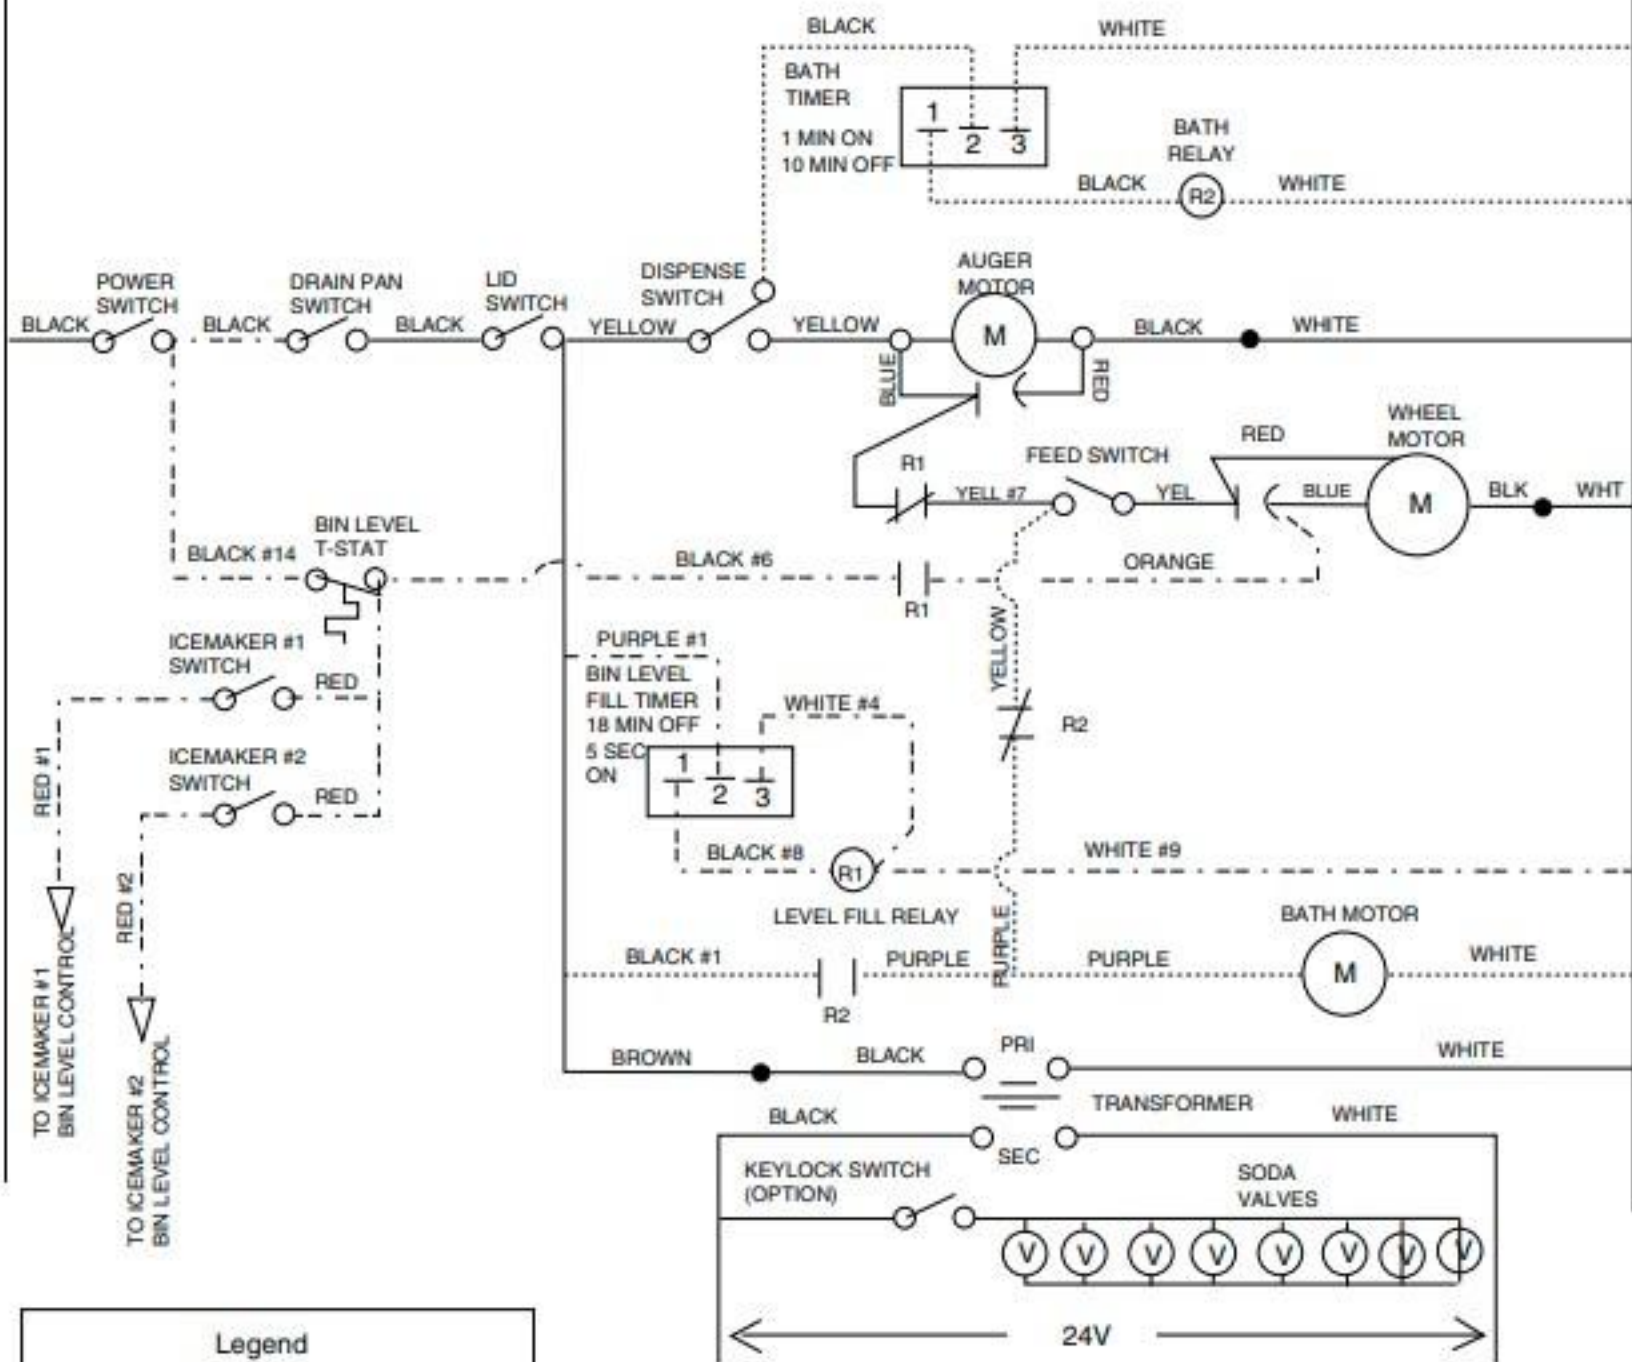 BLACK
WHITE
BATH
TIMER
1 MIN ON
10 MIN OFF
1
2
3
BATH
RELAY
BLACK
R2
WHITE
POWER
SWITCH
BLACK
BLACK
DRAIN PAN
SWITCH
BLACK
LID
SWITCH
YELLOW
DISPENSE
SWITCH
YELLOW
AUGER
MOTOR
M
BLACK
WHITE
BLUE
RED
WHEEL
MOTOR
RED
R1
FEED SWITCH
YELL #7
YEL
BLUE
M
BLK
WHT
BIN LEVEL
T-STAT
BLACK #14
BLACK #6
R1
ORANGE
YELLOW
ICEMAKER #1
SWITCH
RED
PURPLE #1
BIN LEVEL
FILL TIMER
18 MIN OFF
5 SEC
ON
1
2
3
WHITE #4
R2
ICEMAKER #2
SWITCH
RED
RED #1
RED #2
BLACK #8
R1
WHITE #9
LEVEL FILL RELAY
PURPLE
BATH MOTOR
BLACK #1
PURPLE
PURPLE
M
WHITE
R2
TO ICEMAKER #1
BIN LEVEL CONTROL
TO ICEMAKER #2
BIN LEVEL CONTROL
BROWN
BLACK
PRI
WHITE
TRANSFORMER
BLACK
SEC
WHITE
KEYLOCK SWITCH
(OPTION)
SODA
VALVES
V V V V V V V V
24V
Legend